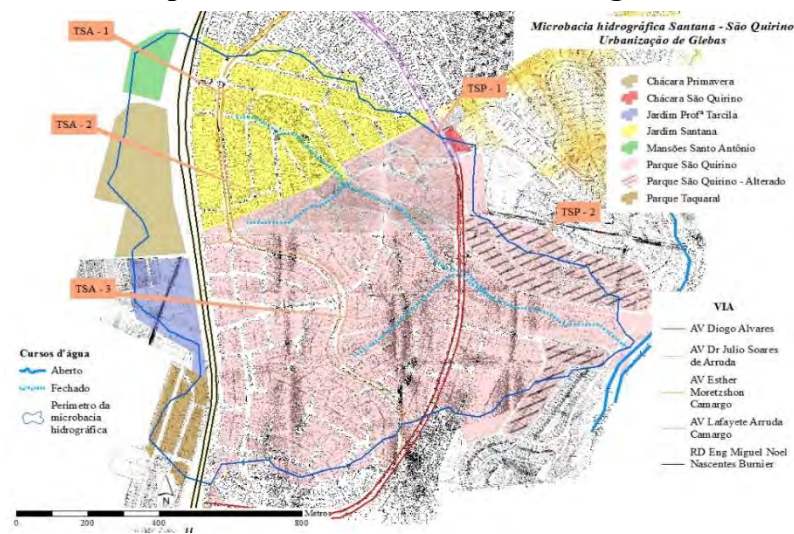 Microbacia hidrográfica Santana - São Quirino
Urbanização de Glebas
Chácara Primavera
Chácara São Quirino
Jardim Profª Tarcila
Jardim Santana
Mansões Santo Antônio
Parque São Quirino
Parque São Quirino - Alterado
Parque Taquaral
TSA - 1
TSP - 1
TSA - 2
TSP - 2
TSA - 3
VIA
AV Diogo Alvares
AV Dr Julio Soares
de Arruda
AV Esther
Moretzshon
Camargo
AV Lafayete Arruda
Camargo
RD Eng Miguel Noel
Nascentes Burnier
Cursos d'água
Aberto
Fechado
Perímetro da
microbacia
hidrográfica
N
Metros
0 200 400 800